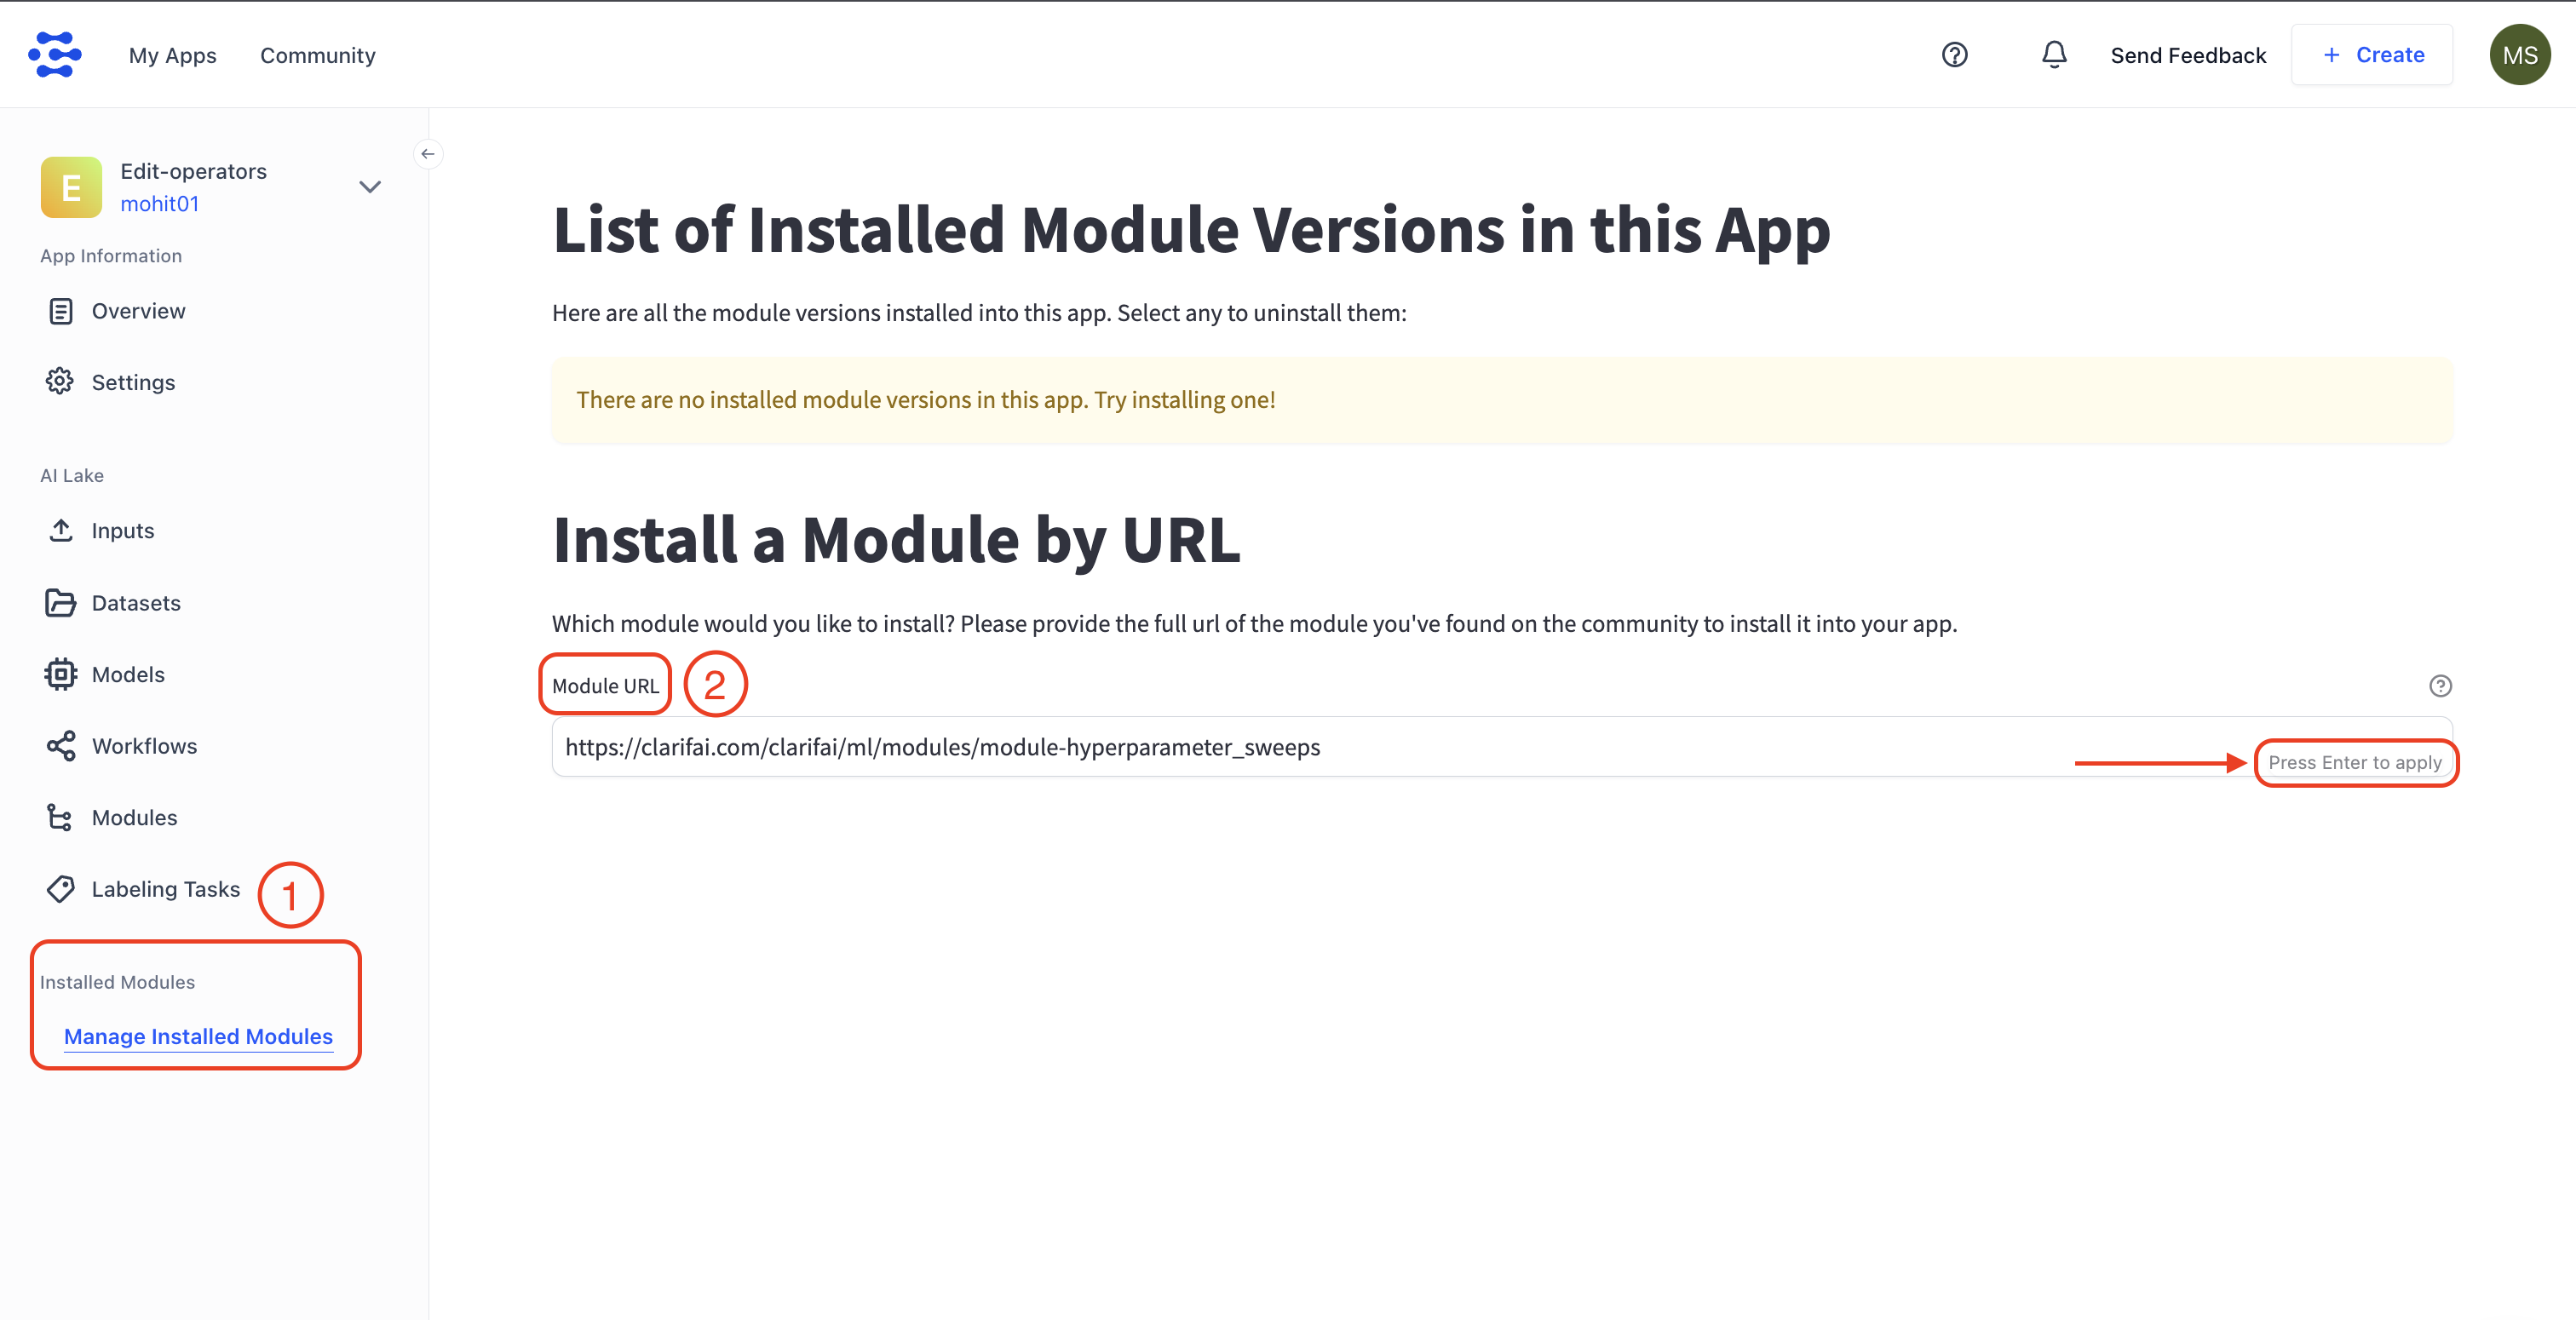 My Apps
Community
Send Feedback
+ Create
MS
E
Edit-operators
mohit01
App Information
Overview
Settings
AI Lake
Inputs
Datasets
Models
Workflows
Modules
Labeling Tasks
1
Installed Modules
Manage Installed Modules
List of Installed Module Versions in this App
Here are all the module versions installed into this app. Select any to uninstall them:
There are no installed module versions in this app. Try installing one!
Install a Module by URL
Which module would you like to install? Please provide the full url of the module you've found on the community to install it into your app.
Module URL
2
https://clarifai.com/clarifai/ml/modules/module-hyperparameter_sweeps
Press Enter to apply